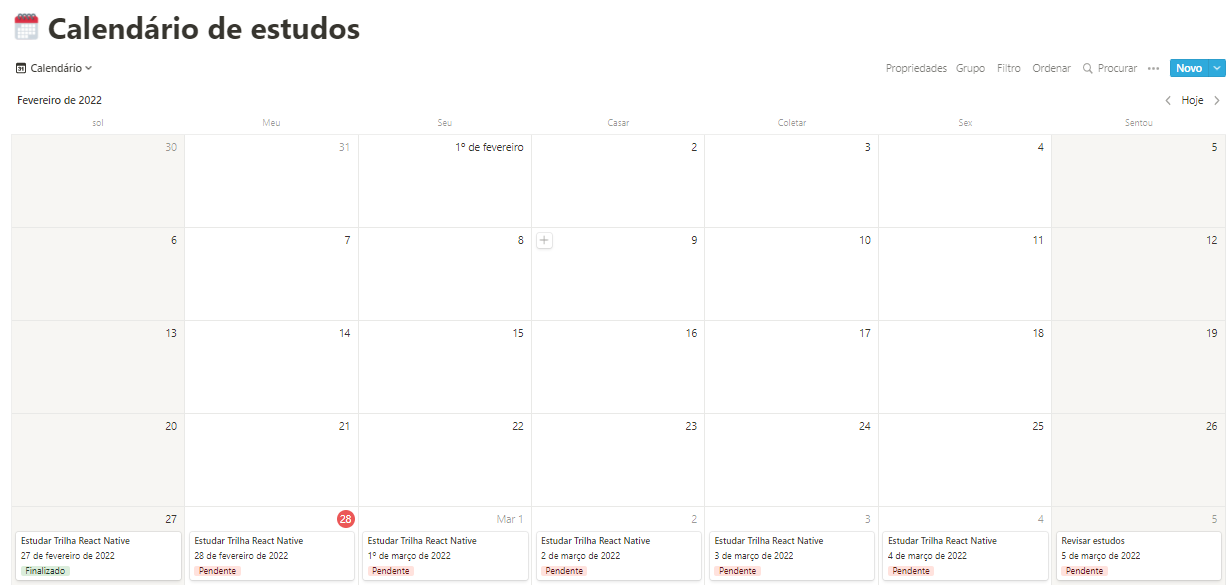 Calendário de estudos
Calendário
Propriedades Grupo Filtro Ordenar Procurar ••• Novo
Fevereiro de 2022
Hoje
sol Meu Seu Casar Coletar Sex Sentou
30 31 1º de fevereiro 2 3 4 5
6 7 8 9 10 11 12
13 14 15 16 17 18 19
20 21 22 23 24 25 26
27 28 Mar 1 2 3 4 5
Estudar Trilha React Native
27 de fevereiro de 2022
Finalizado
Estudar Trilha React Native
28 de fevereiro de 2022
Pendente
Estudar Trilha React Native
1º de março de 2022
Pendente
Estudar Trilha React Native
2 de março de 2022
Pendente
Estudar Trilha React Native
3 de março de 2022
Pendente
Estudar Trilha React Native
4 de março de 2022
Pendente
Revisar estudos
5 de março de 2022
Pendente